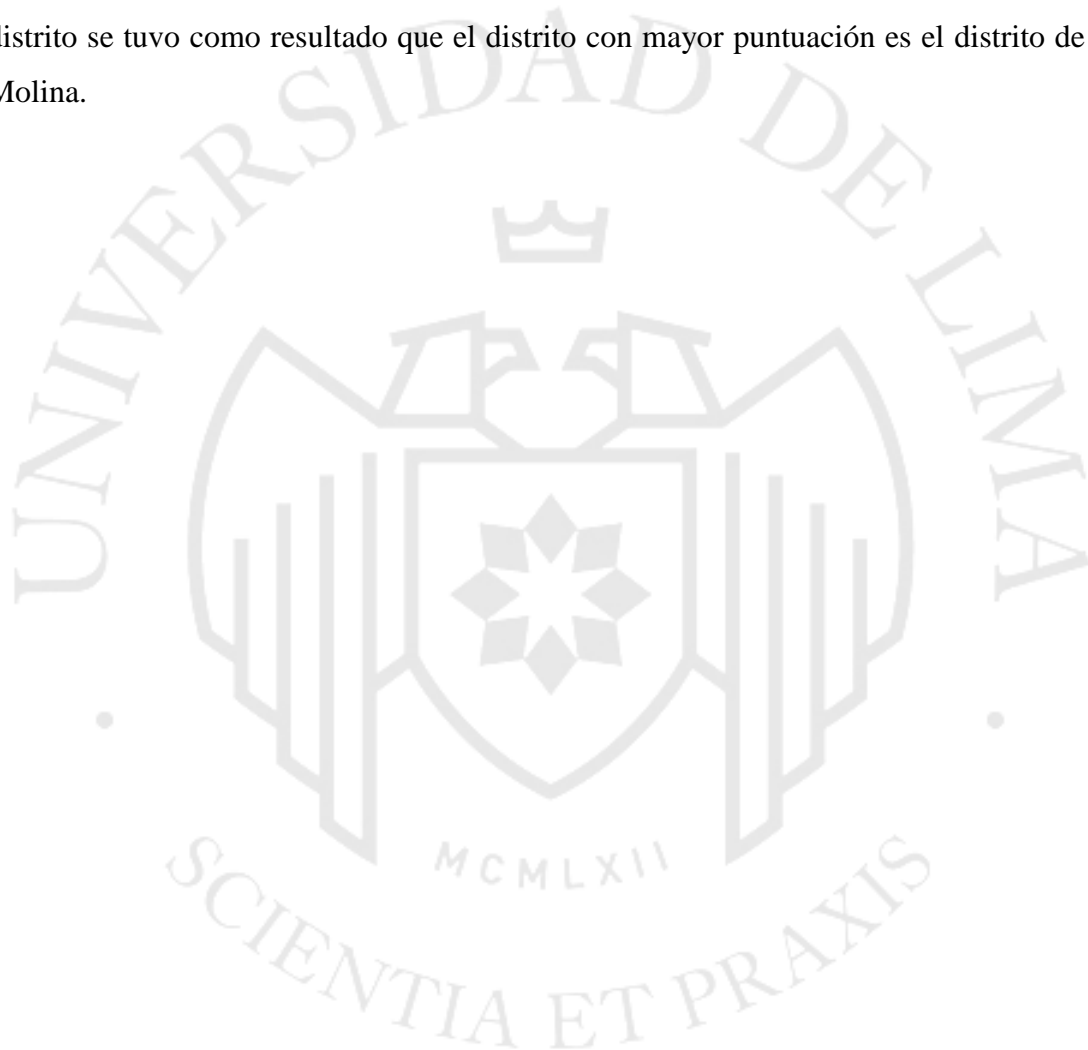 distrito se tuvo como resultado que el distrito con mayor puntuación es el distrito de
Molina.
UNIVERSIDAD DE LIMA
MCMLXII
SCIENTIA ET PRAXIS